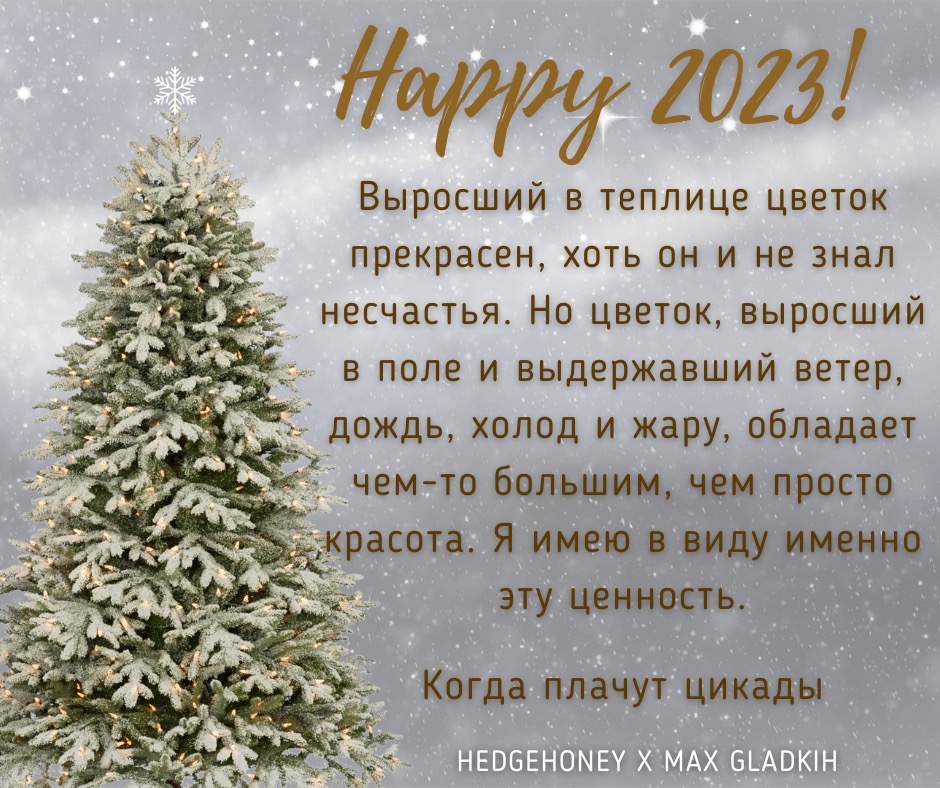 Happy 2023!
Выросший в теплице цветок
прекрасен, хоть он и не знал
несчастья. Но цветок, выросший
в поле и выдержавший ветер,
дождь, холод и жару, обладает
чем-то большим, чем просто
красота. Я имею в виду именно
эту ценность.
Когда плачут цикады
HEDGEHONEY X MAX GLADKIH